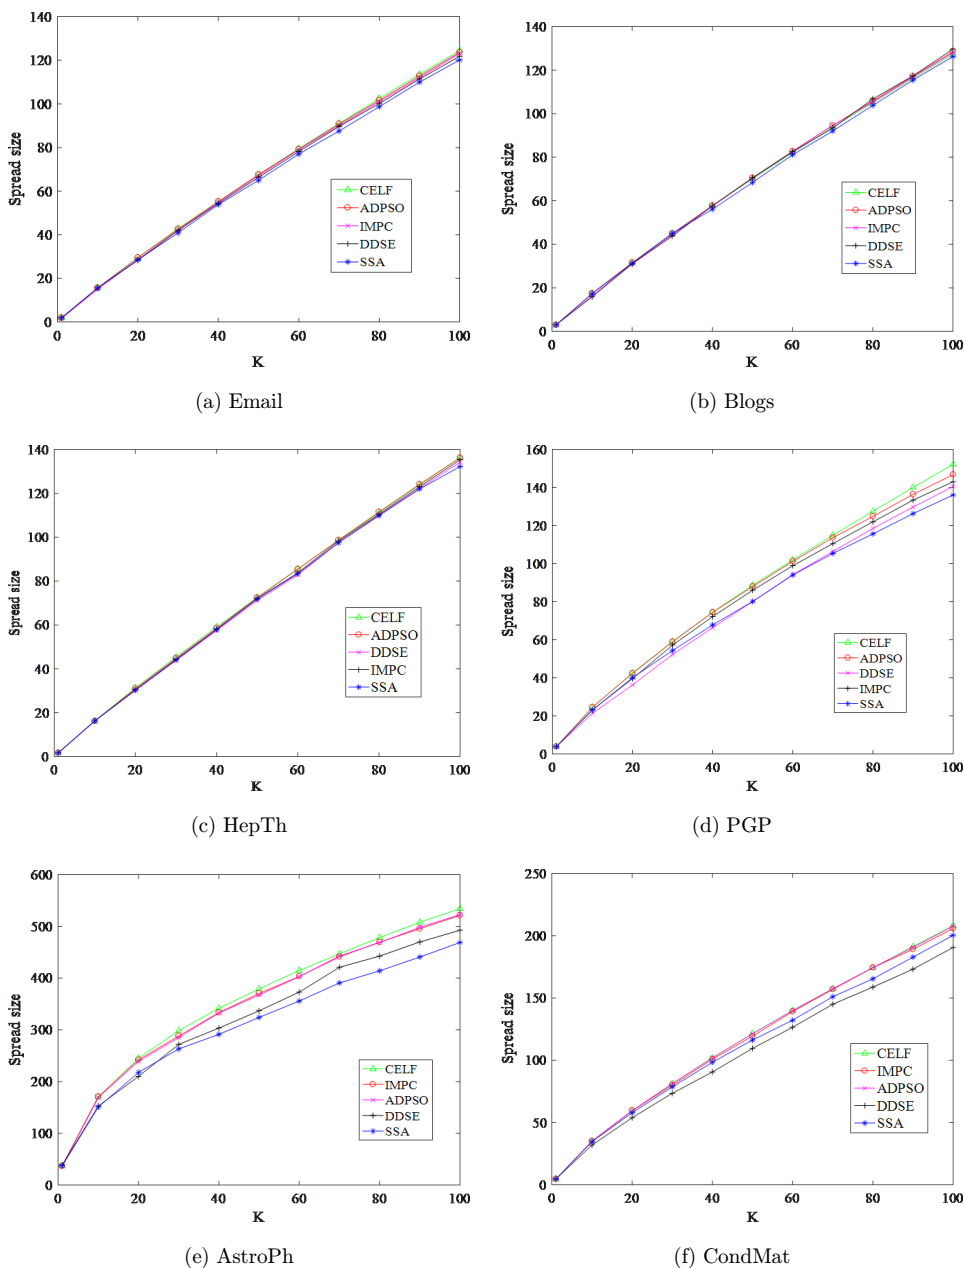 140
120
100
80
60
40
20
0
Spread size
0 20 40 60 80 100
K
CELF
ADPSO
IMPC
DDSE
SSA
(a) Email
140
120
100
80
60
40
20
0
Spread size
0 20 40 60 80 100
K
CELF
ADPSO
IMPC
DDSE
SSA
(b) Blogs
140
120
100
80
60
40
20
0
Spread size
0 20 40 60 80 100
K
CELF
ADPSO
DDSE
IMPC
SSA
(c) HepTh
160
140
120
100
80
60
40
20
0
Spread size
0 20 40 60 80 100
K
CELF
ADPSO
DDSE
IMPC
SSA
(d) PGP
600
500
400
300
200
100
0
Spread size
0 20 40 60 80 100
K
CELF
IMPC
ADPSO
DDSE
SSA
(e) AstroPh
250
200
150
100
50
0
Spread size
0 20 40 60 80 100
K
CELF
IMPC
ADPSO
DDSE
SSA
(f) CondMat